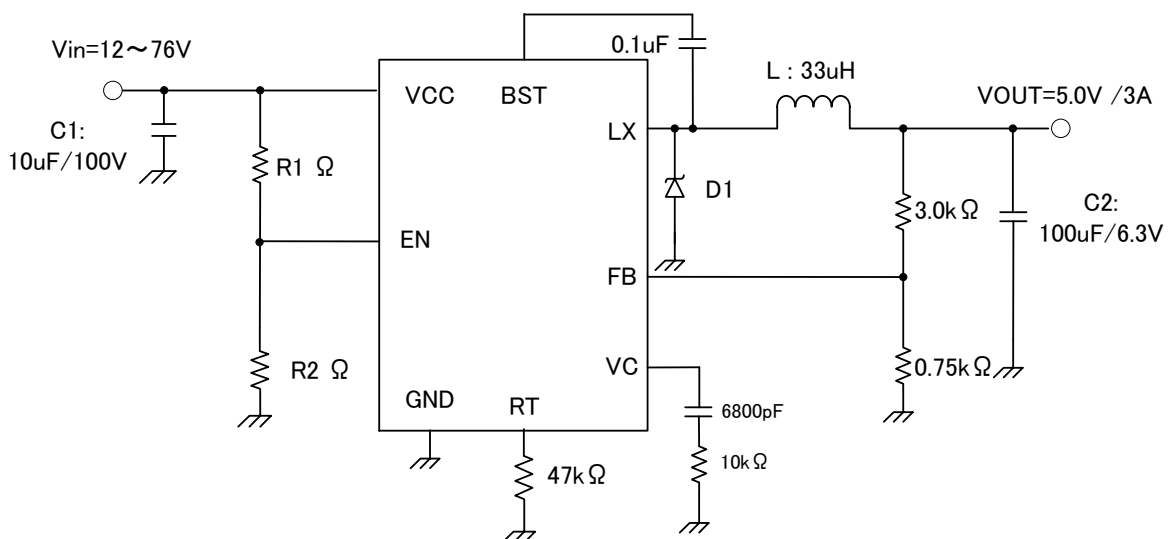 Vin=12～76V
C1:
10uF/100V
R1 Ω
R2 Ω
VCC
BST
EN
LX
FB
VC
GND
RT
0.1uF
L : 33uH
VOUT=5.0V /3A
D1
3.0kΩ
C2:
100uF/6.3V
0.75kΩ
6800pF
10kΩ
47kΩ